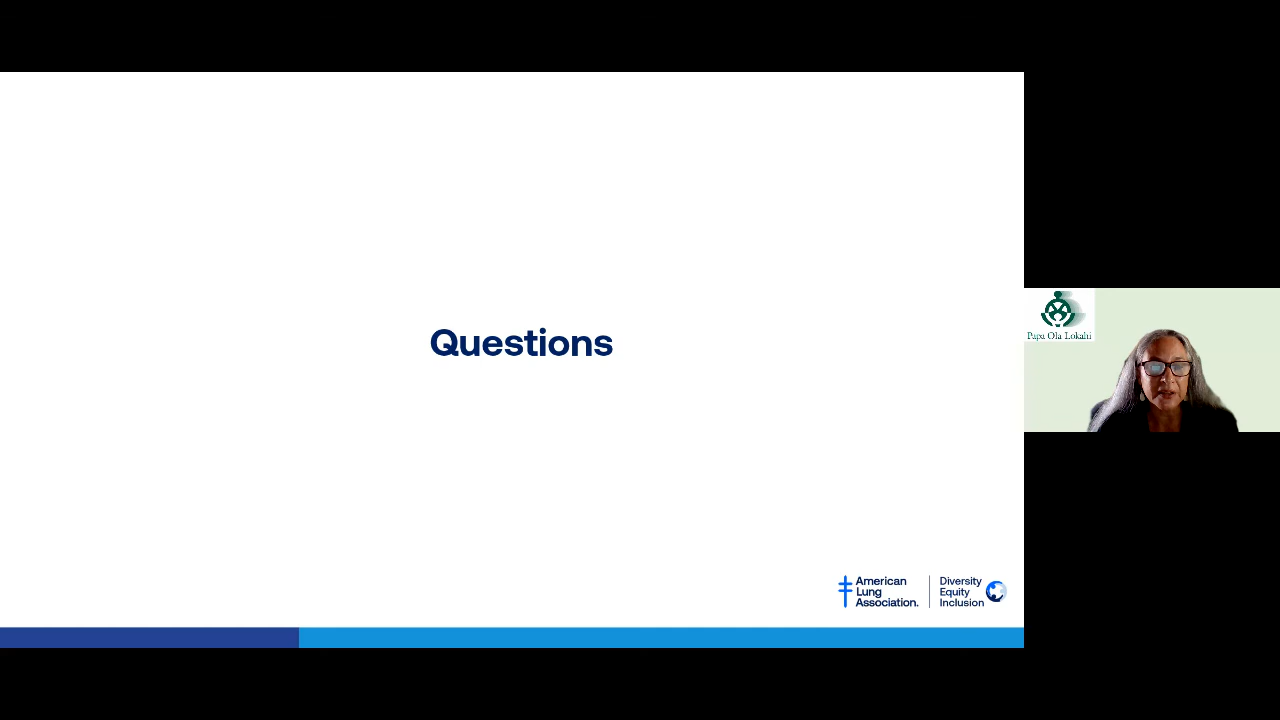 Questions
Papa Ola Lokahi
American
Lung
Association.
Diversity
Equity
Inclusion